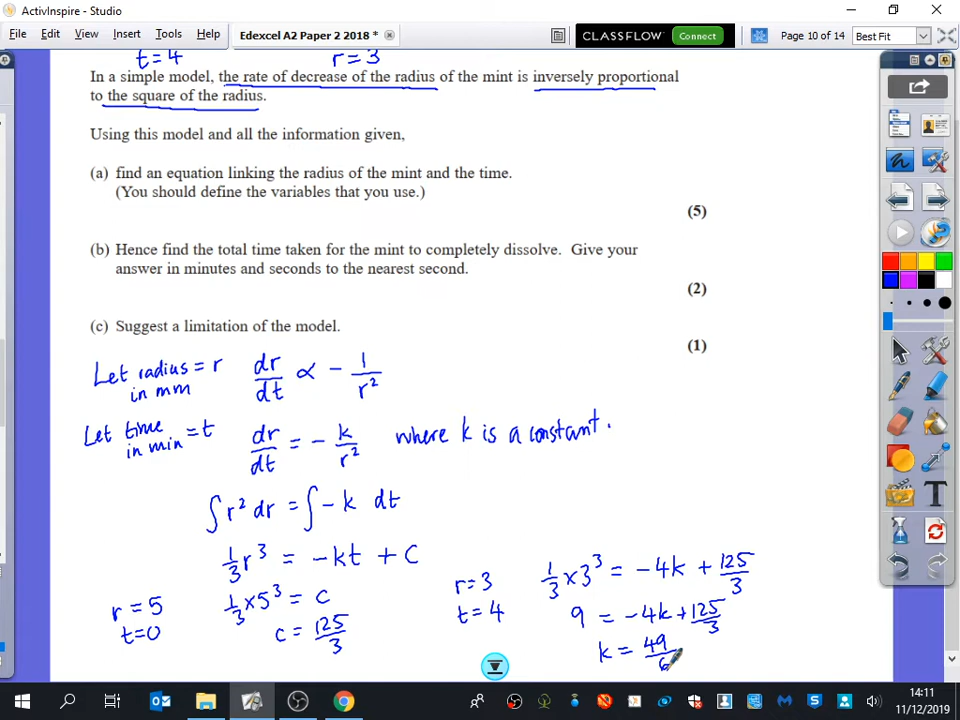 ActivInspire - Studio
File Edit View Insert Tools Help Edexcel A2 Paper 2 2018 * CLASSFLOW Connect Page 10 of 14 Best Fit
t=4 r=3
In a simple model, the rate of decrease of the radius of the mint is inversely proportional
to the square of the radius.
Using this model and all the information given,
(a) find an equation linking the radius of the mint and the time.
(You should define the variables that you use.)
(5)
(b) Hence find the total time taken for the mint to completely dissolve. Give your
answer in minutes and seconds to the nearest second.
(2)
(c) Suggest a limitation of the model.
(1)
Let radius = r in mm dr/dt ∝ - 1/r²
Let time = t in min dr/dt = - k/r² where k is a constant.
∫ r² dr = ∫ -k dt
1/3 r³ = -kt + C
r=5 1/3 × 5³ = c
t=0 c = 125/3
r=3 1/3 × 3³ = -4k + 125/3
t=4 9 = -4k + 125/3
k = 49/6
14:11
11/12/2019